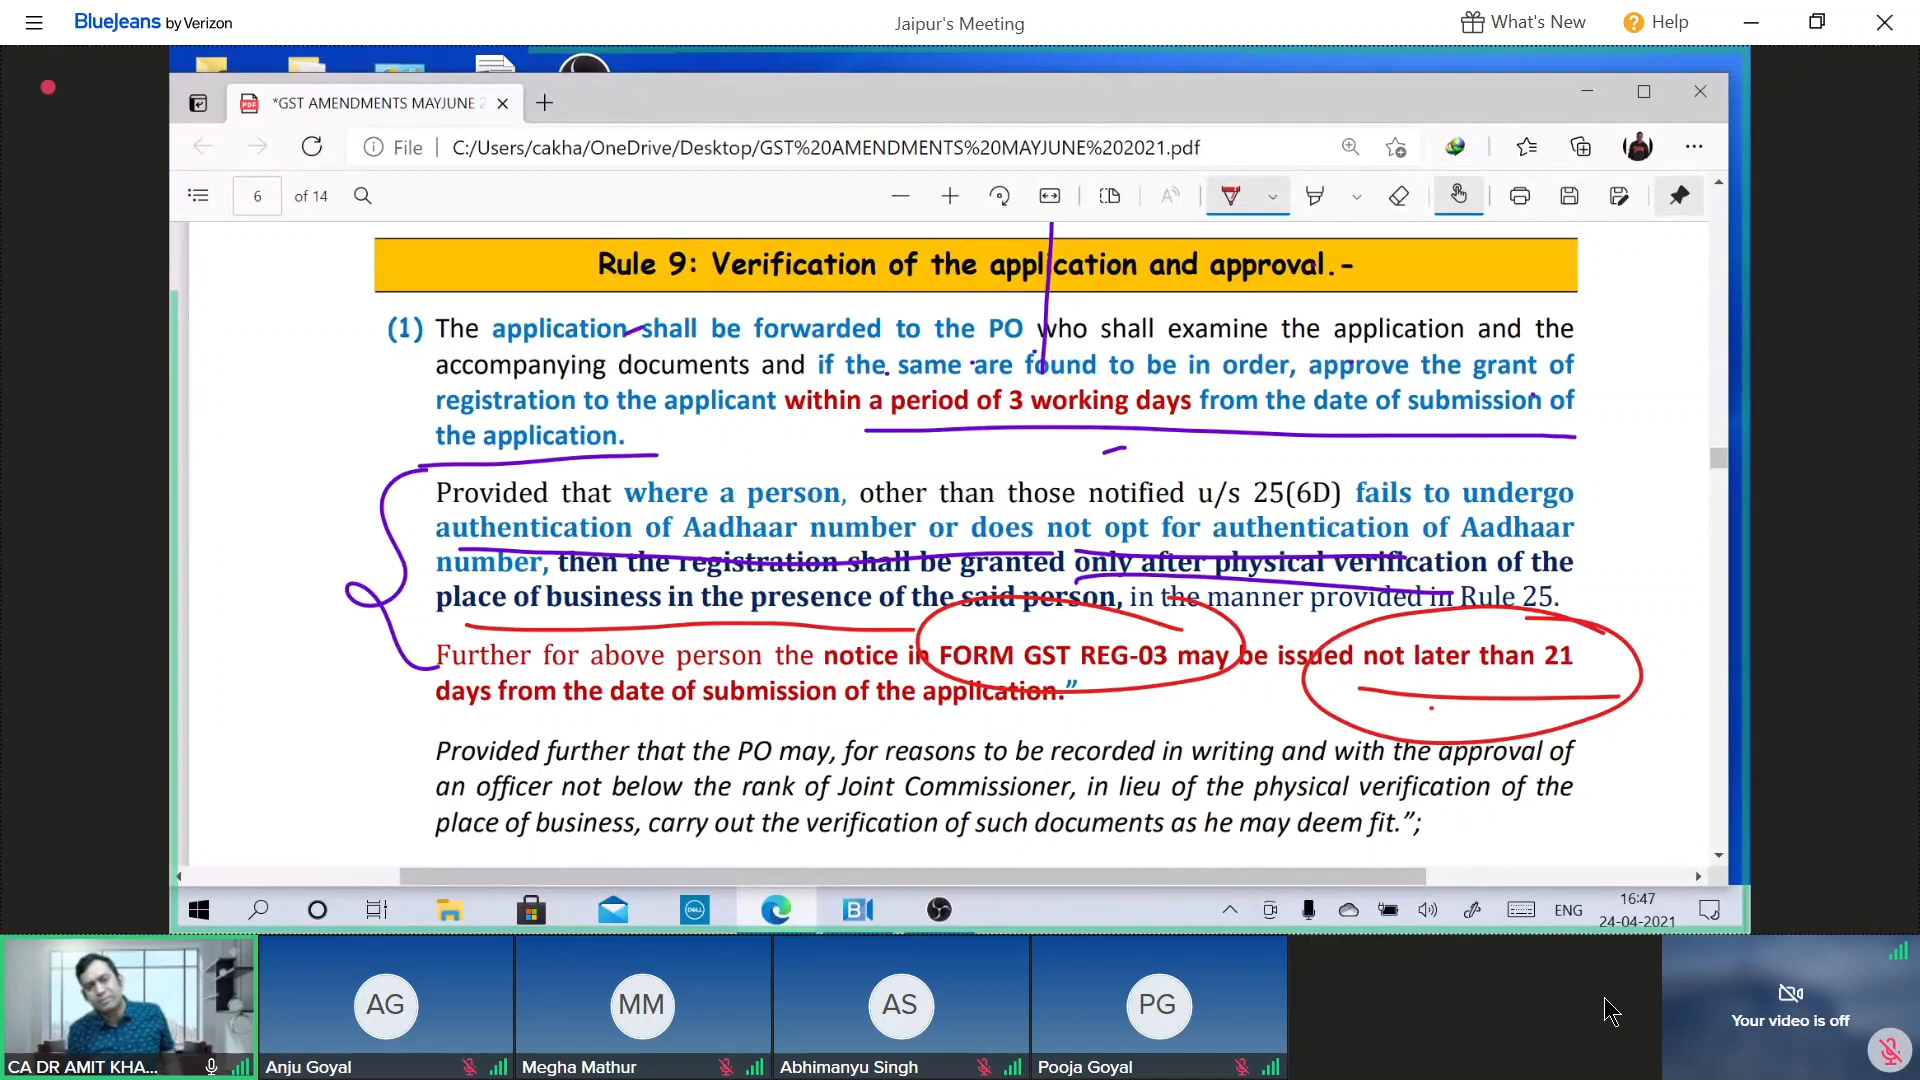 BlueJeans by Verizon
Jaipur's Meeting
What's New
Help
*GST AMENDMENTS MAYJUNE 2
File
C:/Users/cakha/OneDrive/Desktop/GST%20AMENDMENTS%20MAYJUNE%202021.pdf
6 of 14
Rule 9: Verification of the application and approval.-
(1) The application shall be forwarded to the PO who shall examine the application and the
accompanying documents and if the same are found to be in order, approve the grant of
registration to the applicant within a period of 3 working days from the date of submission of
the application.
Provided that where a person, other than those notified u/s 25(6D) fails to undergo
authentication of Aadhaar number or does not opt for authentication of Aadhaar
number, then the registration shall be granted only after physical verification of the
place of business in the presence of the said person, in the manner provided in Rule 25.
Further for above person the notice in FORM GST REG-03 may be issued not later than 21
days from the date of submission of the application.”
Provided further that the PO may, for reasons to be recorded in writing and with the approval of
an officer not below the rank of Joint Commissioner, in lieu of the physical verification of the
place of business, carry out the verification of such documents as he may deem fit.”;
DELL
ENG
16:47
24-04-2021
AG
MM
AS
PG
Your video is off
CA DR AMIT KHA...
Anju Goyal
Megha Mathur
Abhimanyu Singh
Pooja Goyal